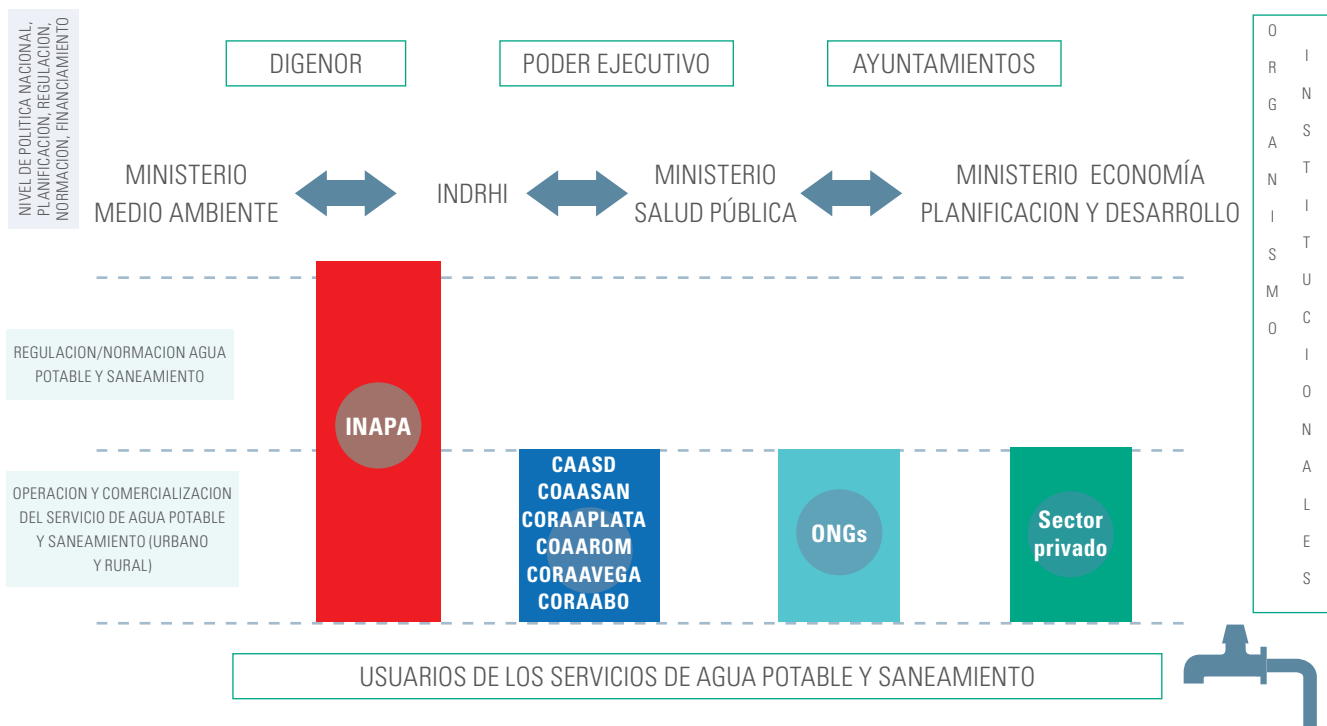 NIVEL DE POLITICA NACIONAL,
PLANIFICACION, REGULACION,
NORMACION, FINANCIAMIENTO
DIGENOR
PODER EJECUTIVO
AYUNTAMIENTOS
MINISTERIO
MEDIO AMBIENTE
INDRHI
MINISTERIO
SALUD PÚBLICA
MINISTERIO ECONOMÍA
PLANIFICACION Y DESARROLLO
REGULACION/NORMACION AGUA
POTABLE Y SANEAMIENTO
INAPA
OPERACION Y COMERCIALIZACION
DEL SERVICIO DE AGUA POTABLE
Y SANEAMIENTO (URBANO
Y RURAL)
CAASD
COAASAN
CORAAPLATA
COAAROM
CORAAVEGA
CORAABO
ONGs
Sector
privado
USUARIOS DE LOS SERVICIOS DE AGUA POTABLE Y SANEAMIENTO
ORGANISMO
INSTITUCIONALES